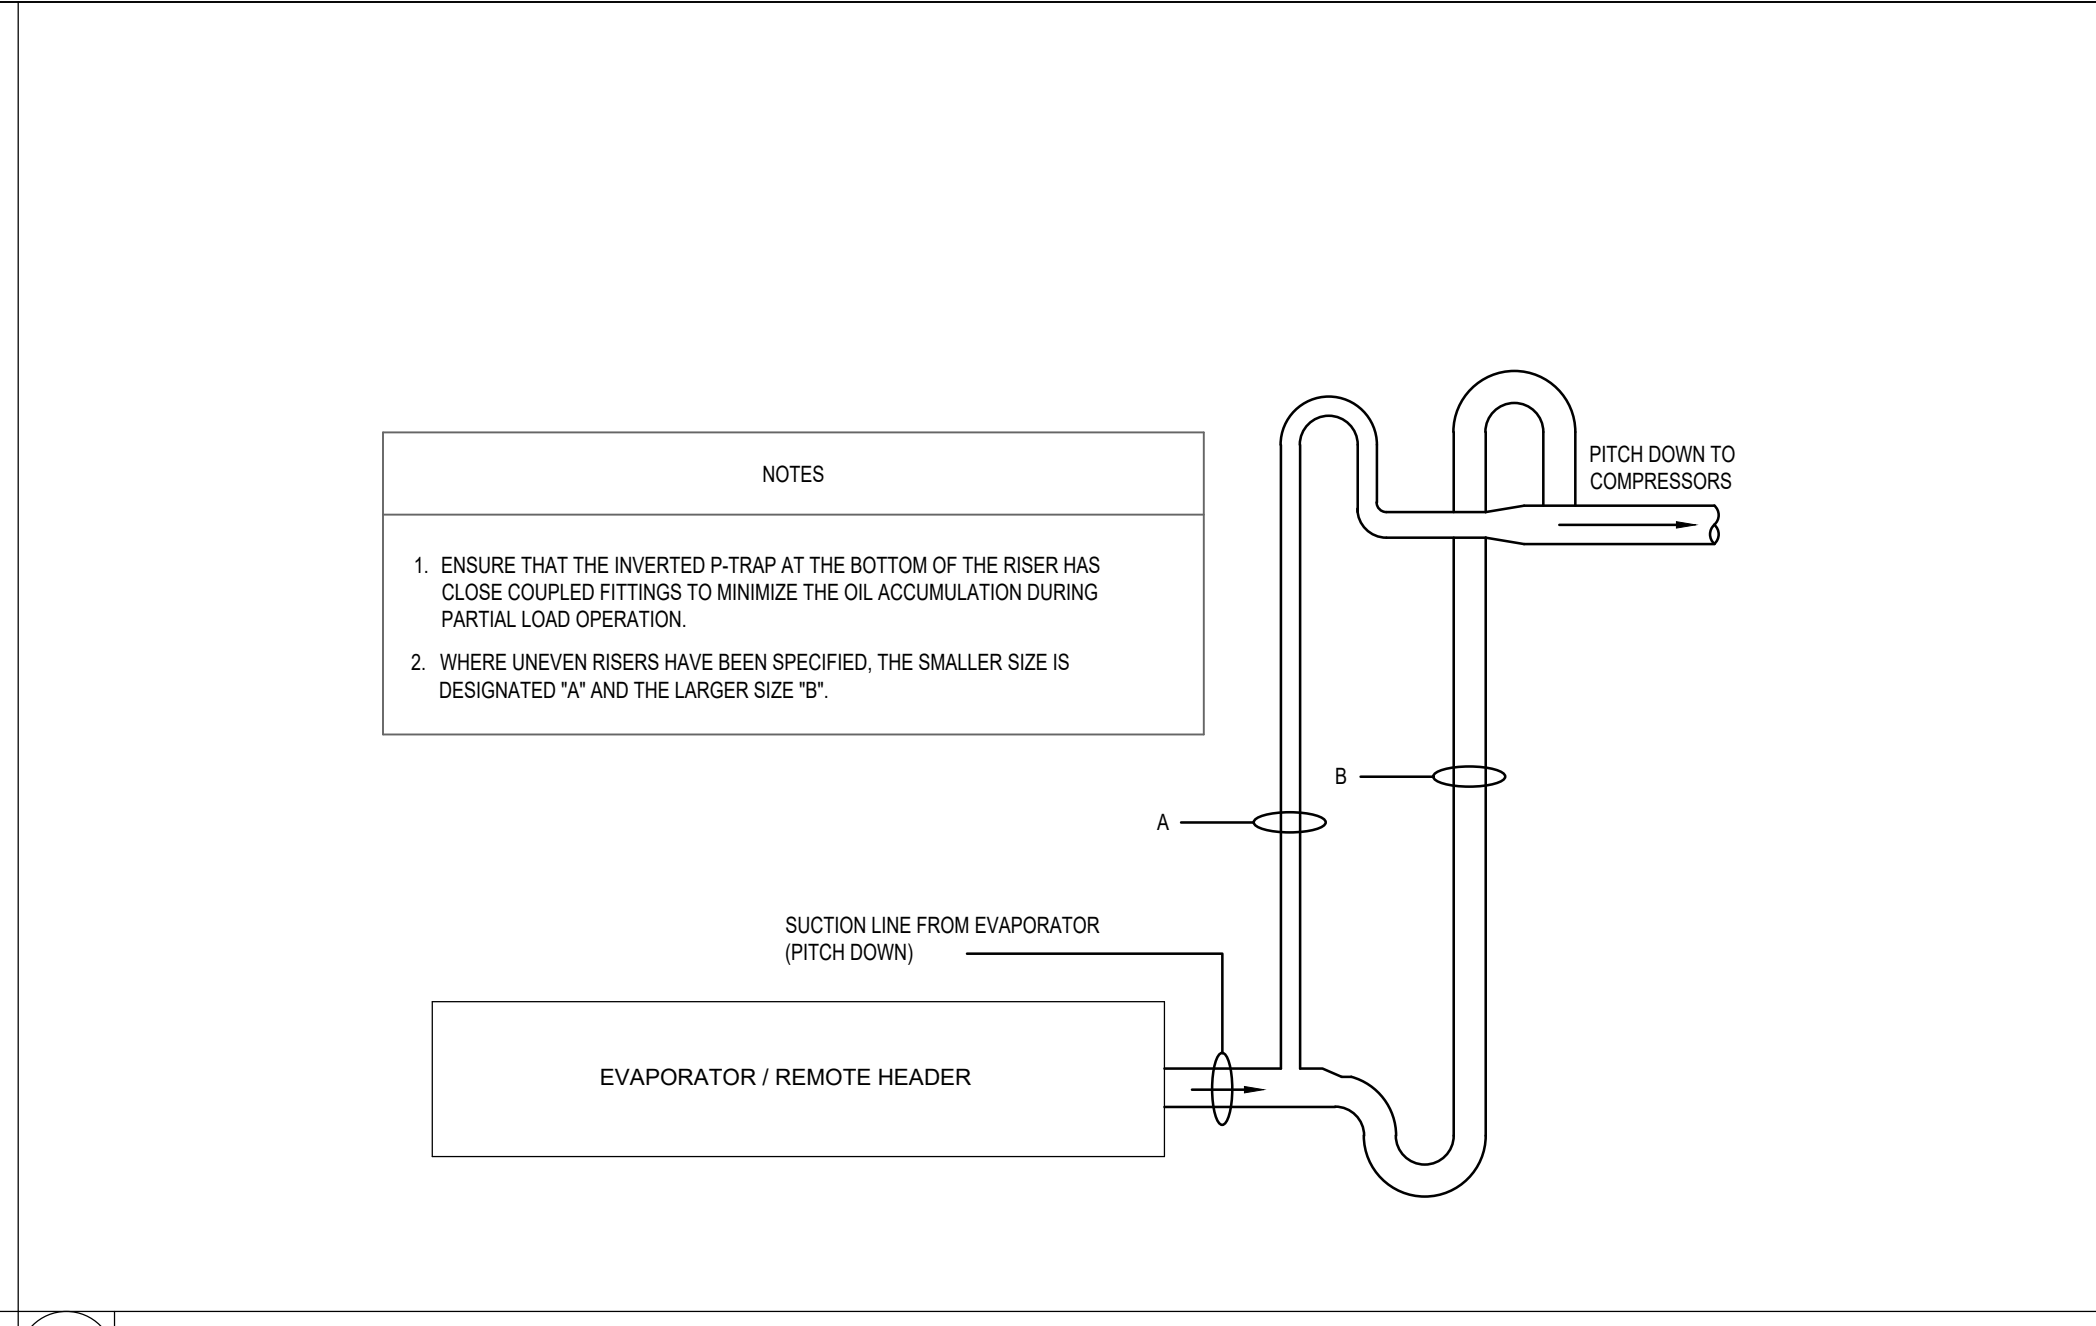 NOTES
1. ENSURE THAT THE INVERTED P-TRAP AT THE BOTTOM OF THE RISER HAS
CLOSE COUPLED FITTINGS TO MINIMIZE THE OIL ACCUMULATION DURING
PARTIAL LOAD OPERATION.
2. WHERE UNEVEN RISERS HAVE BEEN SPECIFIED, THE SMALLER SIZE IS
DESIGNATED "A" AND THE LARGER SIZE "B".
PITCH DOWN TO
COMPRESSORS
B
A
SUCTION LINE FROM EVAPORATOR
(PITCH DOWN)
EVAPORATOR / REMOTE HEADER